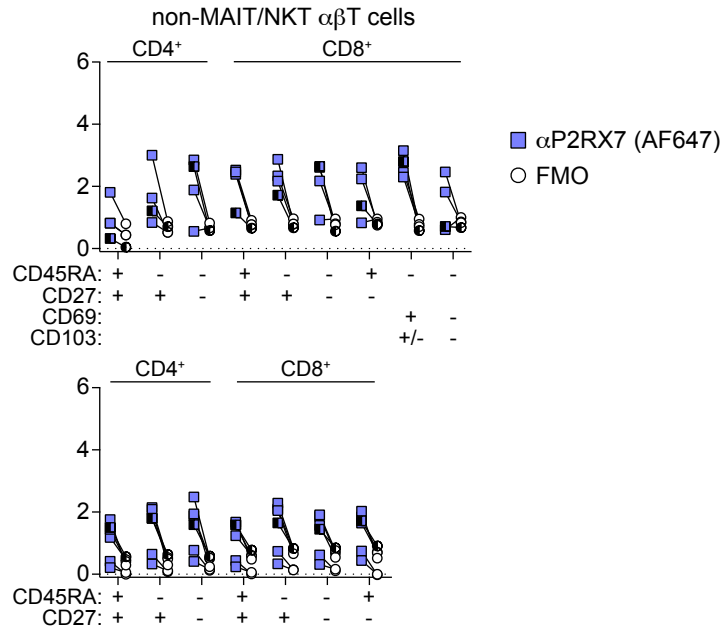 non-MAIT/NKT αβT cells
CD4⁺ CD8⁺
6
4
2
0
αP2RX7 (AF647)
FMO
CD45RA: + - - + - - + - -
CD27: + + - + + - -
CD69: + -
CD103: +/- -
CD4⁺ CD8⁺
6
4
2
0
CD45RA: + - - + - - +
CD27: + + - + + - -